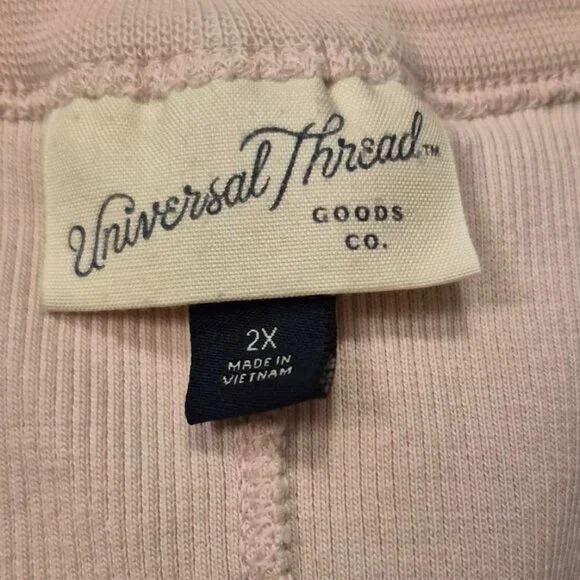 Universal Thread™
GOODS
CO.
2X
MADE IN
VIETNAM